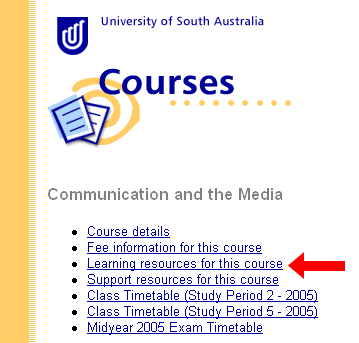 University of South Australia
Courses
Communication and the Media
Course details
Fee information for this course
Learning resources for this course
Support resources for this course
Class Timetable (Study Period 2 - 2005)
Class Timetable (Study Period 5 - 2005)
Midyear 2005 Exam Timetable